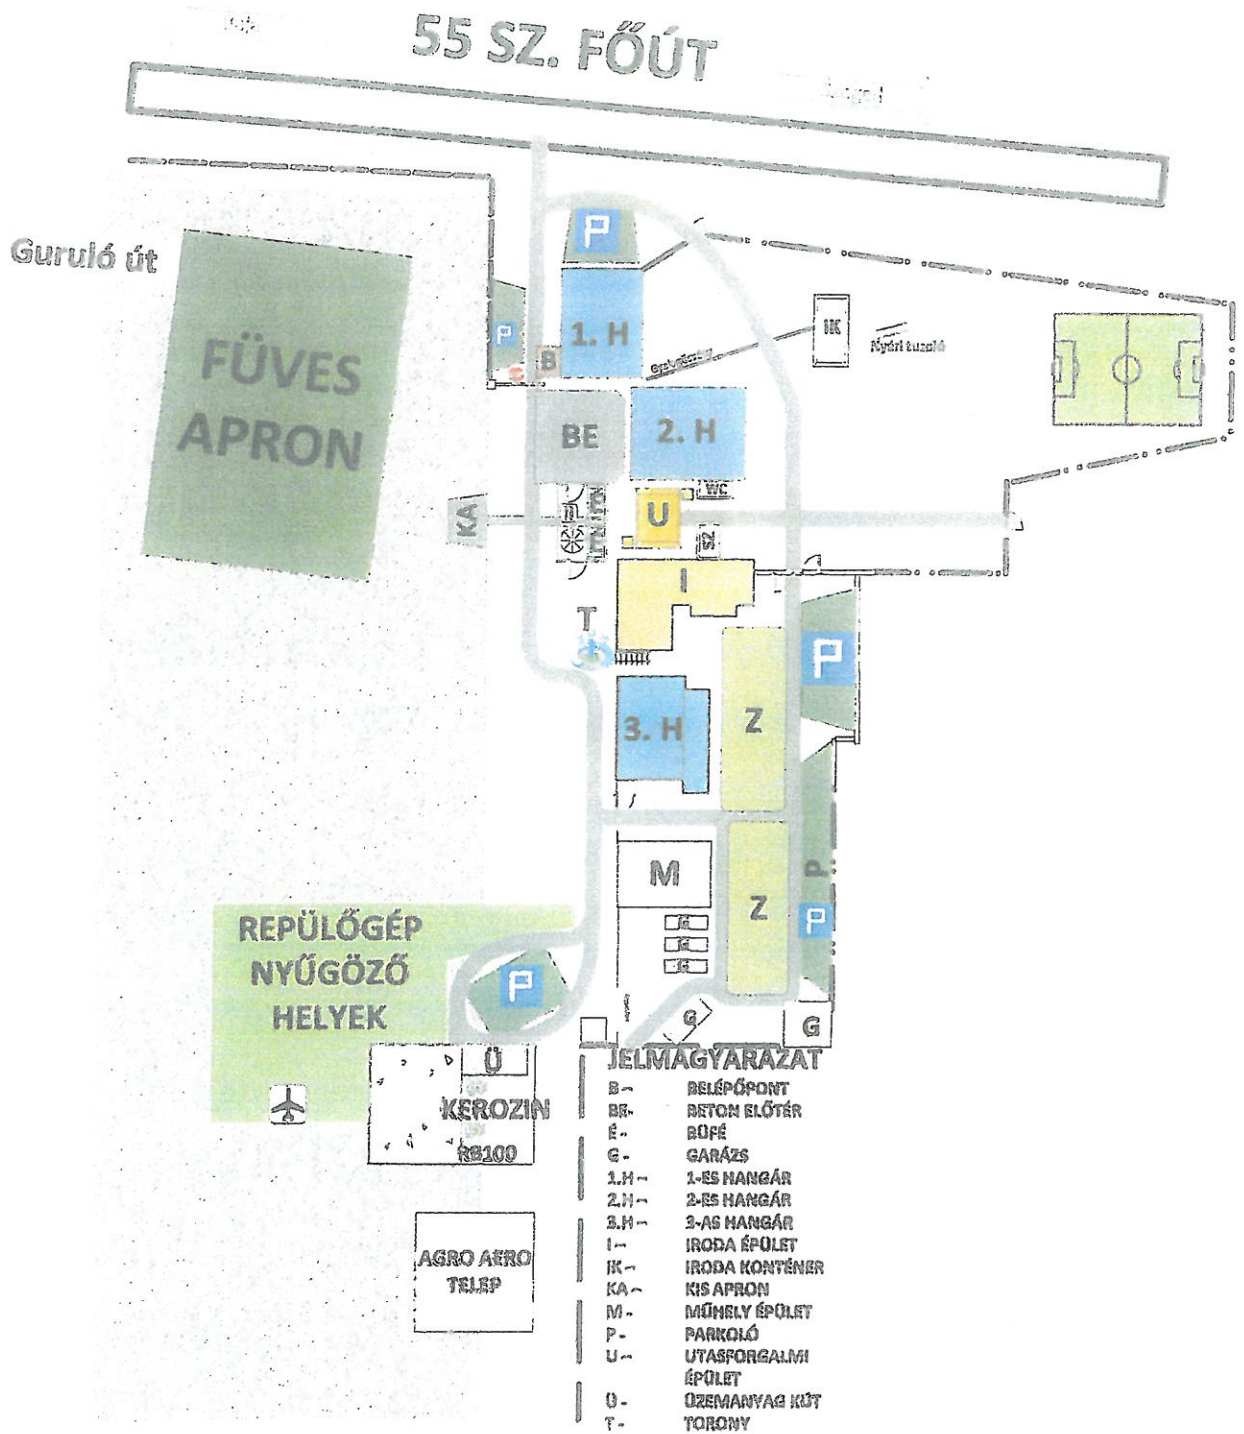 55 SZ. FŐÚT
Guruló út
P
P
1. H
B
IK
FÜVES
APRON
BE
2. H
WC
KA
U
SZ
I
T
P
3. H
Z
M
P
Z
P
G
G
G
REPÜLŐGÉP
NYŰGÖZŐ
HELYEK
P
G
G
Ü
KEROZIN
RB100
AGRO AERO
TELEP
JELMAGYARÁZAT
B - BELÉPŐPONT
BE- BETON ELŐTÉR
É - BÜFÉ
G - GARÁZS
1.H - 1-ES HANGÁR
2.H - 2-ES HANGÁR
3.H - 3-AS HANGÁR
I - IRODA ÉPÜLET
IK - IRODA KONTÉNER
KA - KIS APRON
M - MŰHELY ÉPÜLET
P - PARKOLÓ
U - UTASFORGALMI
ÉPÜLET
Ü - ÜZEMANYAG KÚT
T - TORONY